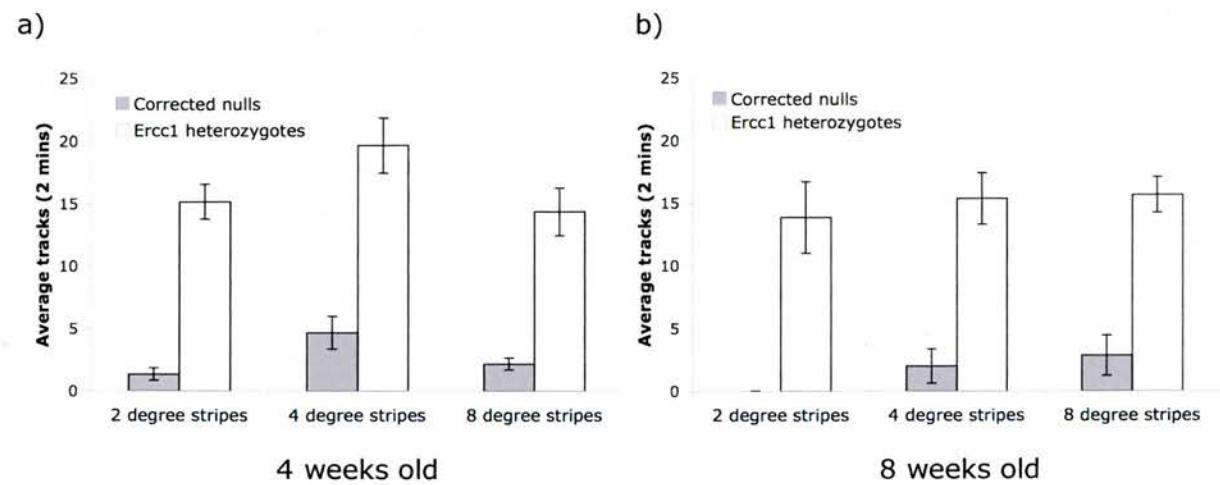 a)
Average tracks (2 mins)
25
20
15
10
5
0
Corrected nulls
Ercc1 heterozygotes
2 degree stripes 4 degree stripes 8 degree stripes
4 weeks old
b)
Average tracks (2 mins)
25
20
15
10
5
0
Corrected nulls
Ercc1 heterozygotes
2 degree stripes 4 degree stripes 8 degree stripes
8 weeks old